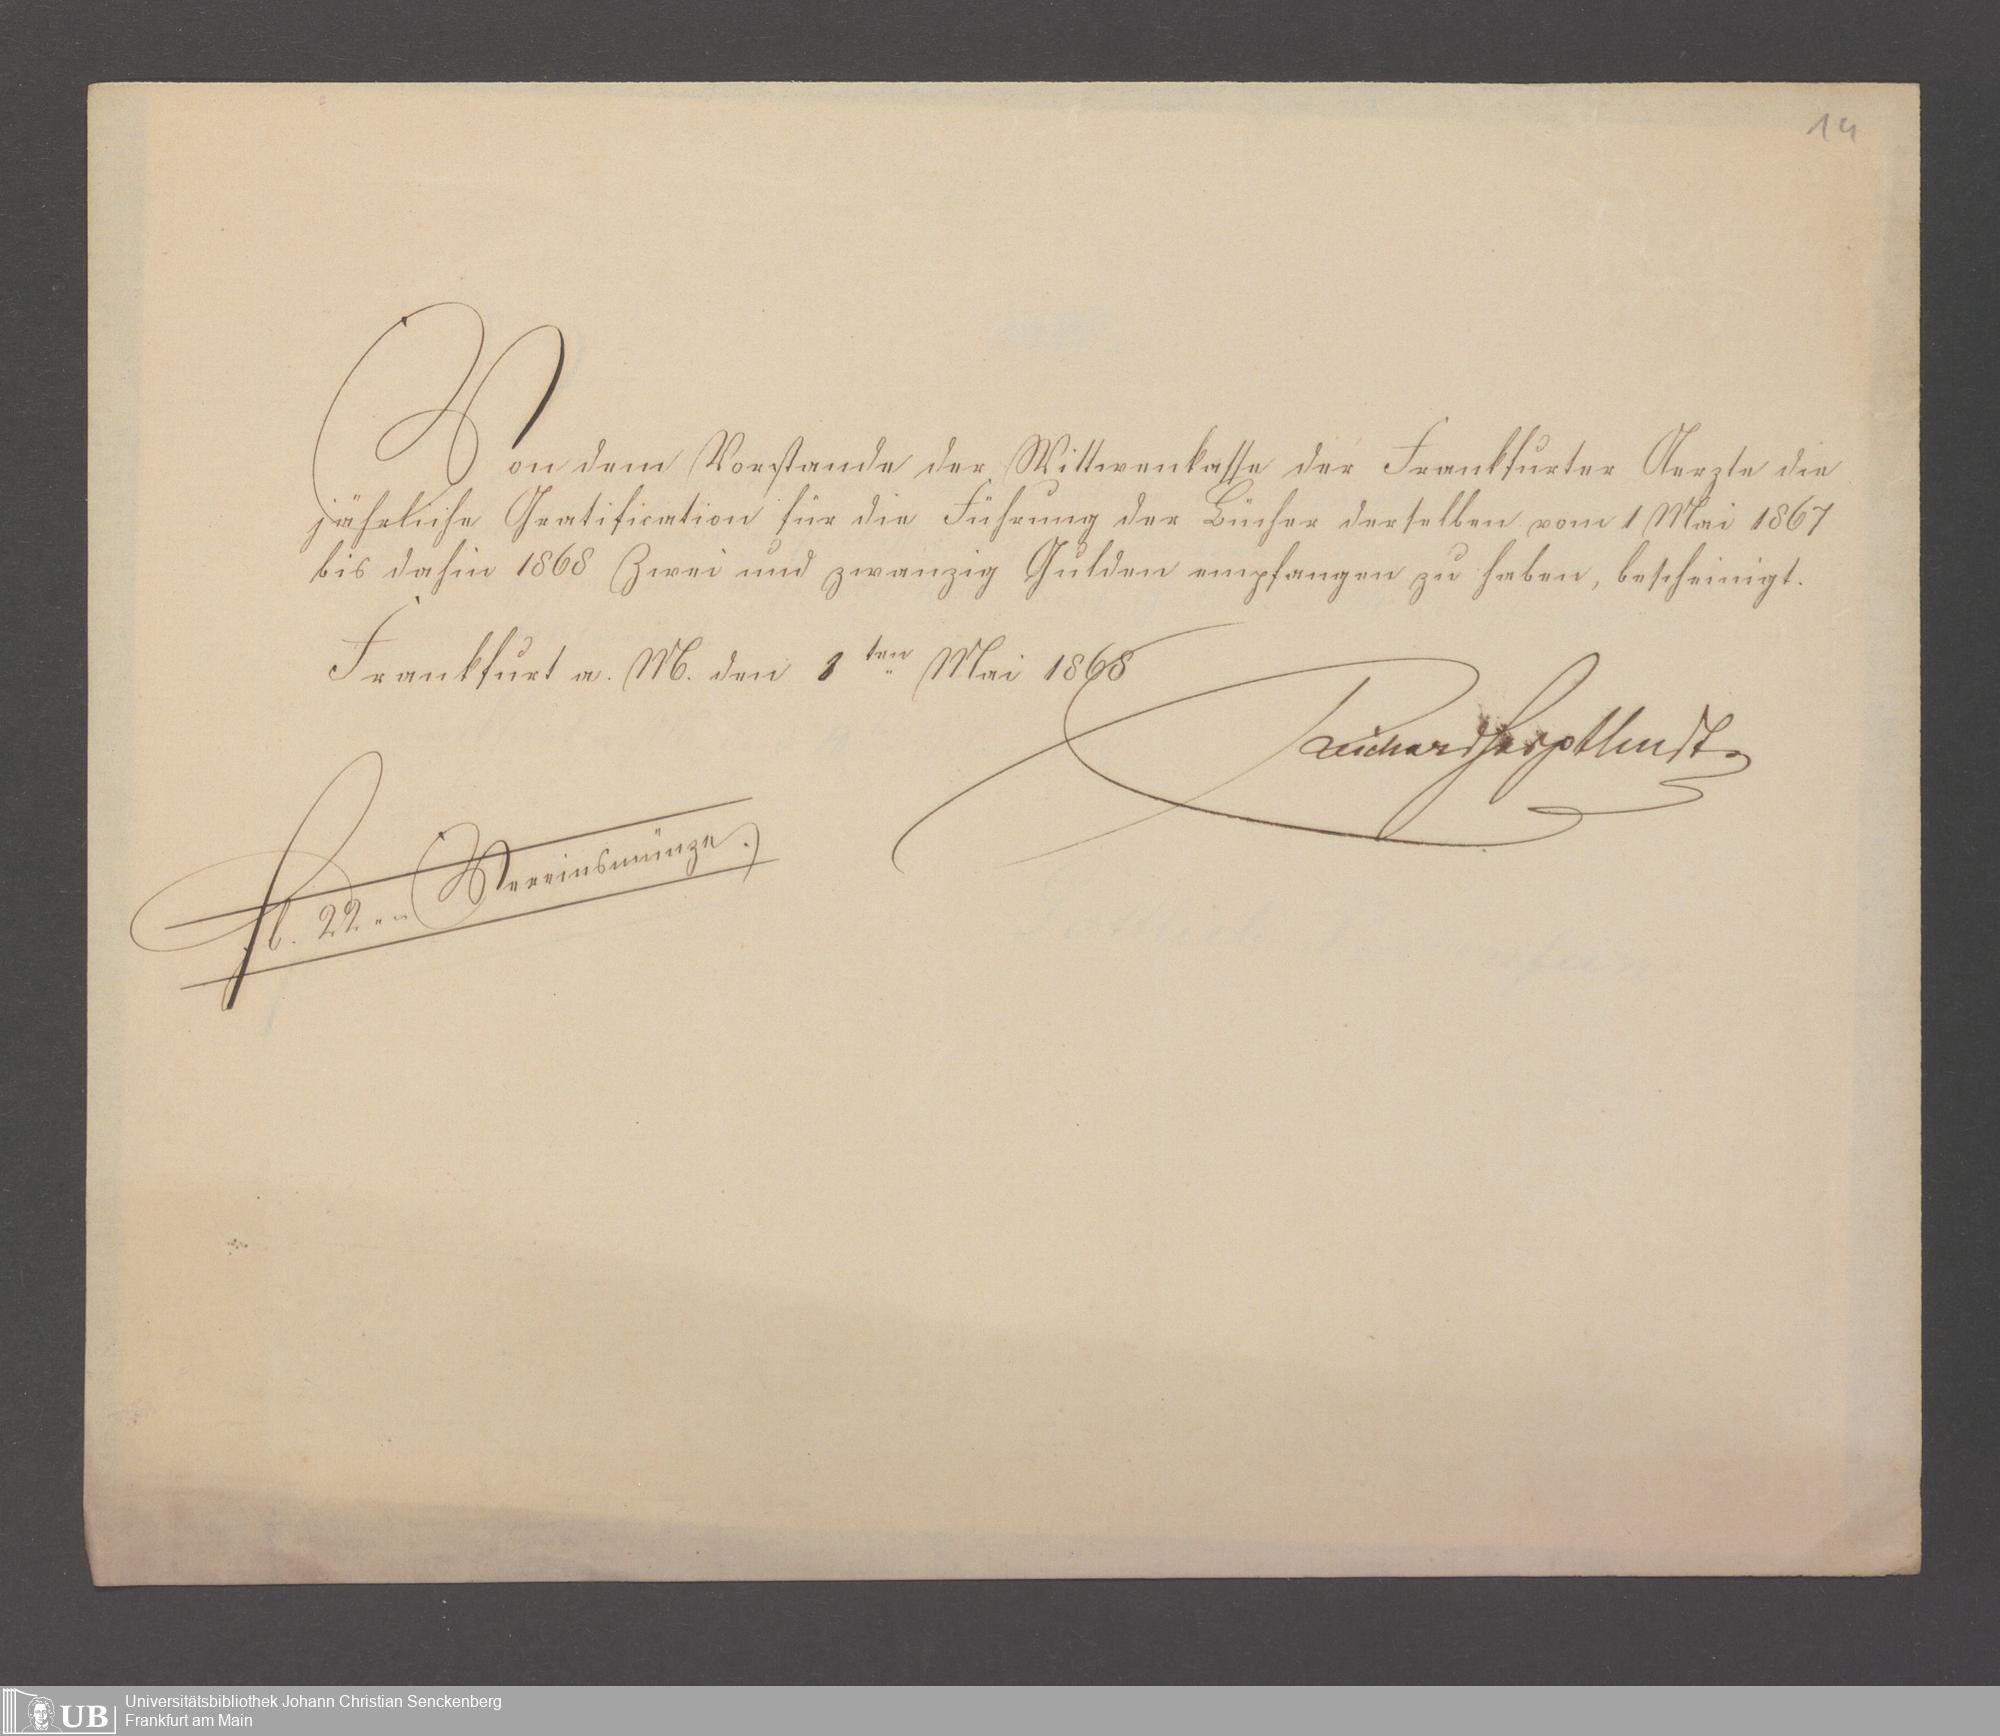 14
Von dem Vorstande der Wittwenkasse der Frankfurter Aerzte die
jährliche Gratification für die Führung der Bücher derselben vom 1 Mai 1867
bis dahin 1868 Zwei und zwanzig Gulden empfangen zu haben, bescheinigt.
Frankfurt a. M. den 1ten Mai 1868
fl. 22 „ „ Vereinsmünze.
UB Universitätsbibliothek Johann Christian Senckenberg
Frankfurt am Main